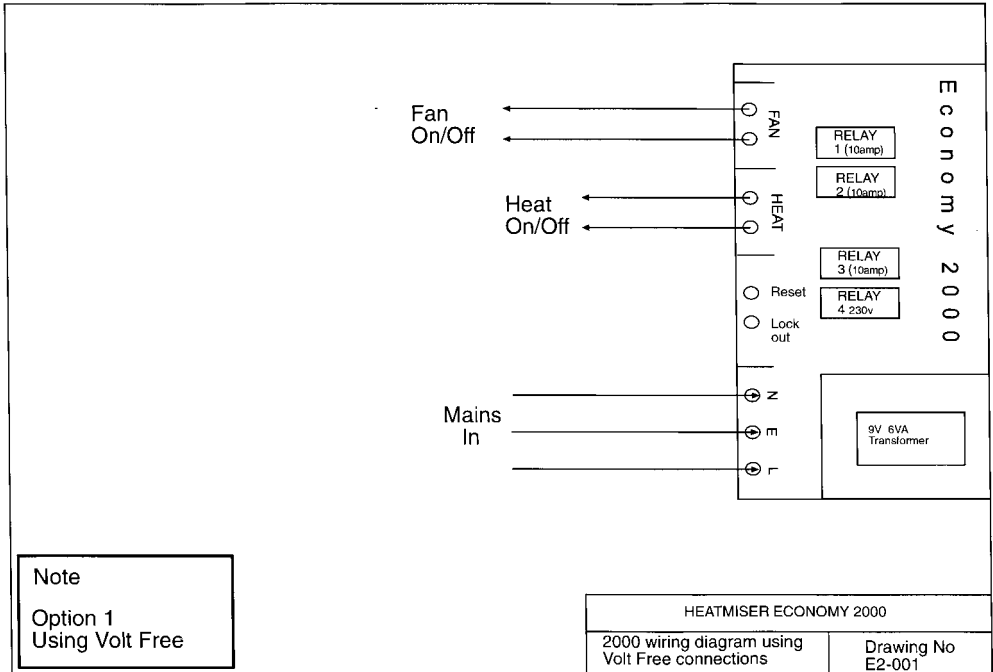 Fan
On/Off
FAN
RELAY
1 (10amp)
RELAY
2 (10amp)
Economy 2000
Heat
On/Off
HEAT
RELAY
3 (10amp)
Reset
RELAY
4 230v
Lock
out
Mains
In
N
E
L
9V 6VA
Transformer
Note
Option 1
Using Volt Free
HEATMISER ECONOMY 2000
2000 wiring diagram using
Volt Free connections
Drawing No
E2-001